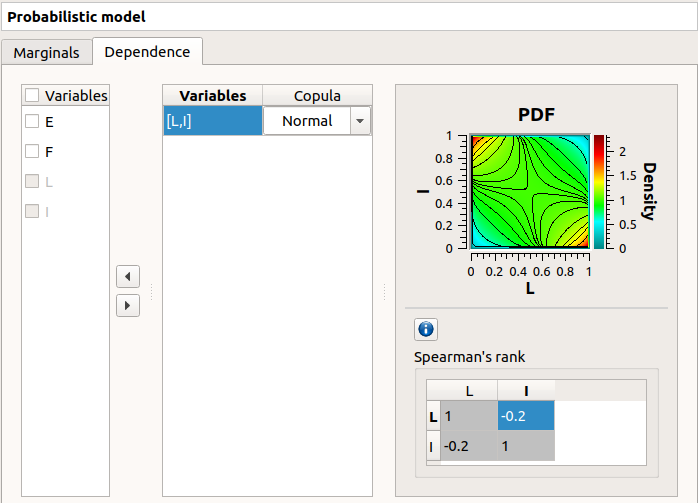 Probabilistic model
Marginals Dependence
Variables
E
F
L
I
Variables Copula
[L,I] Normal
PDF
1
0.8
0.6
0.4
0.2
0
I
0 0.2 0.4 0.6 0.8 1
L
2
1.5
1
0.5
0
Density
Spearman's rank
L I
L 1 -0.2
I -0.2 1